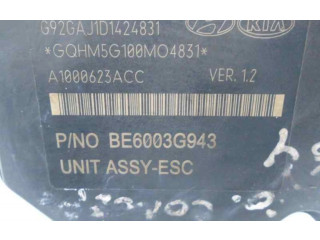 G92GAJ1D1424831
*GQHM5G100MO4831*
A1000623ACC VER. 1.2
P/NO BE6003G943
UNIT ASSY-ESC